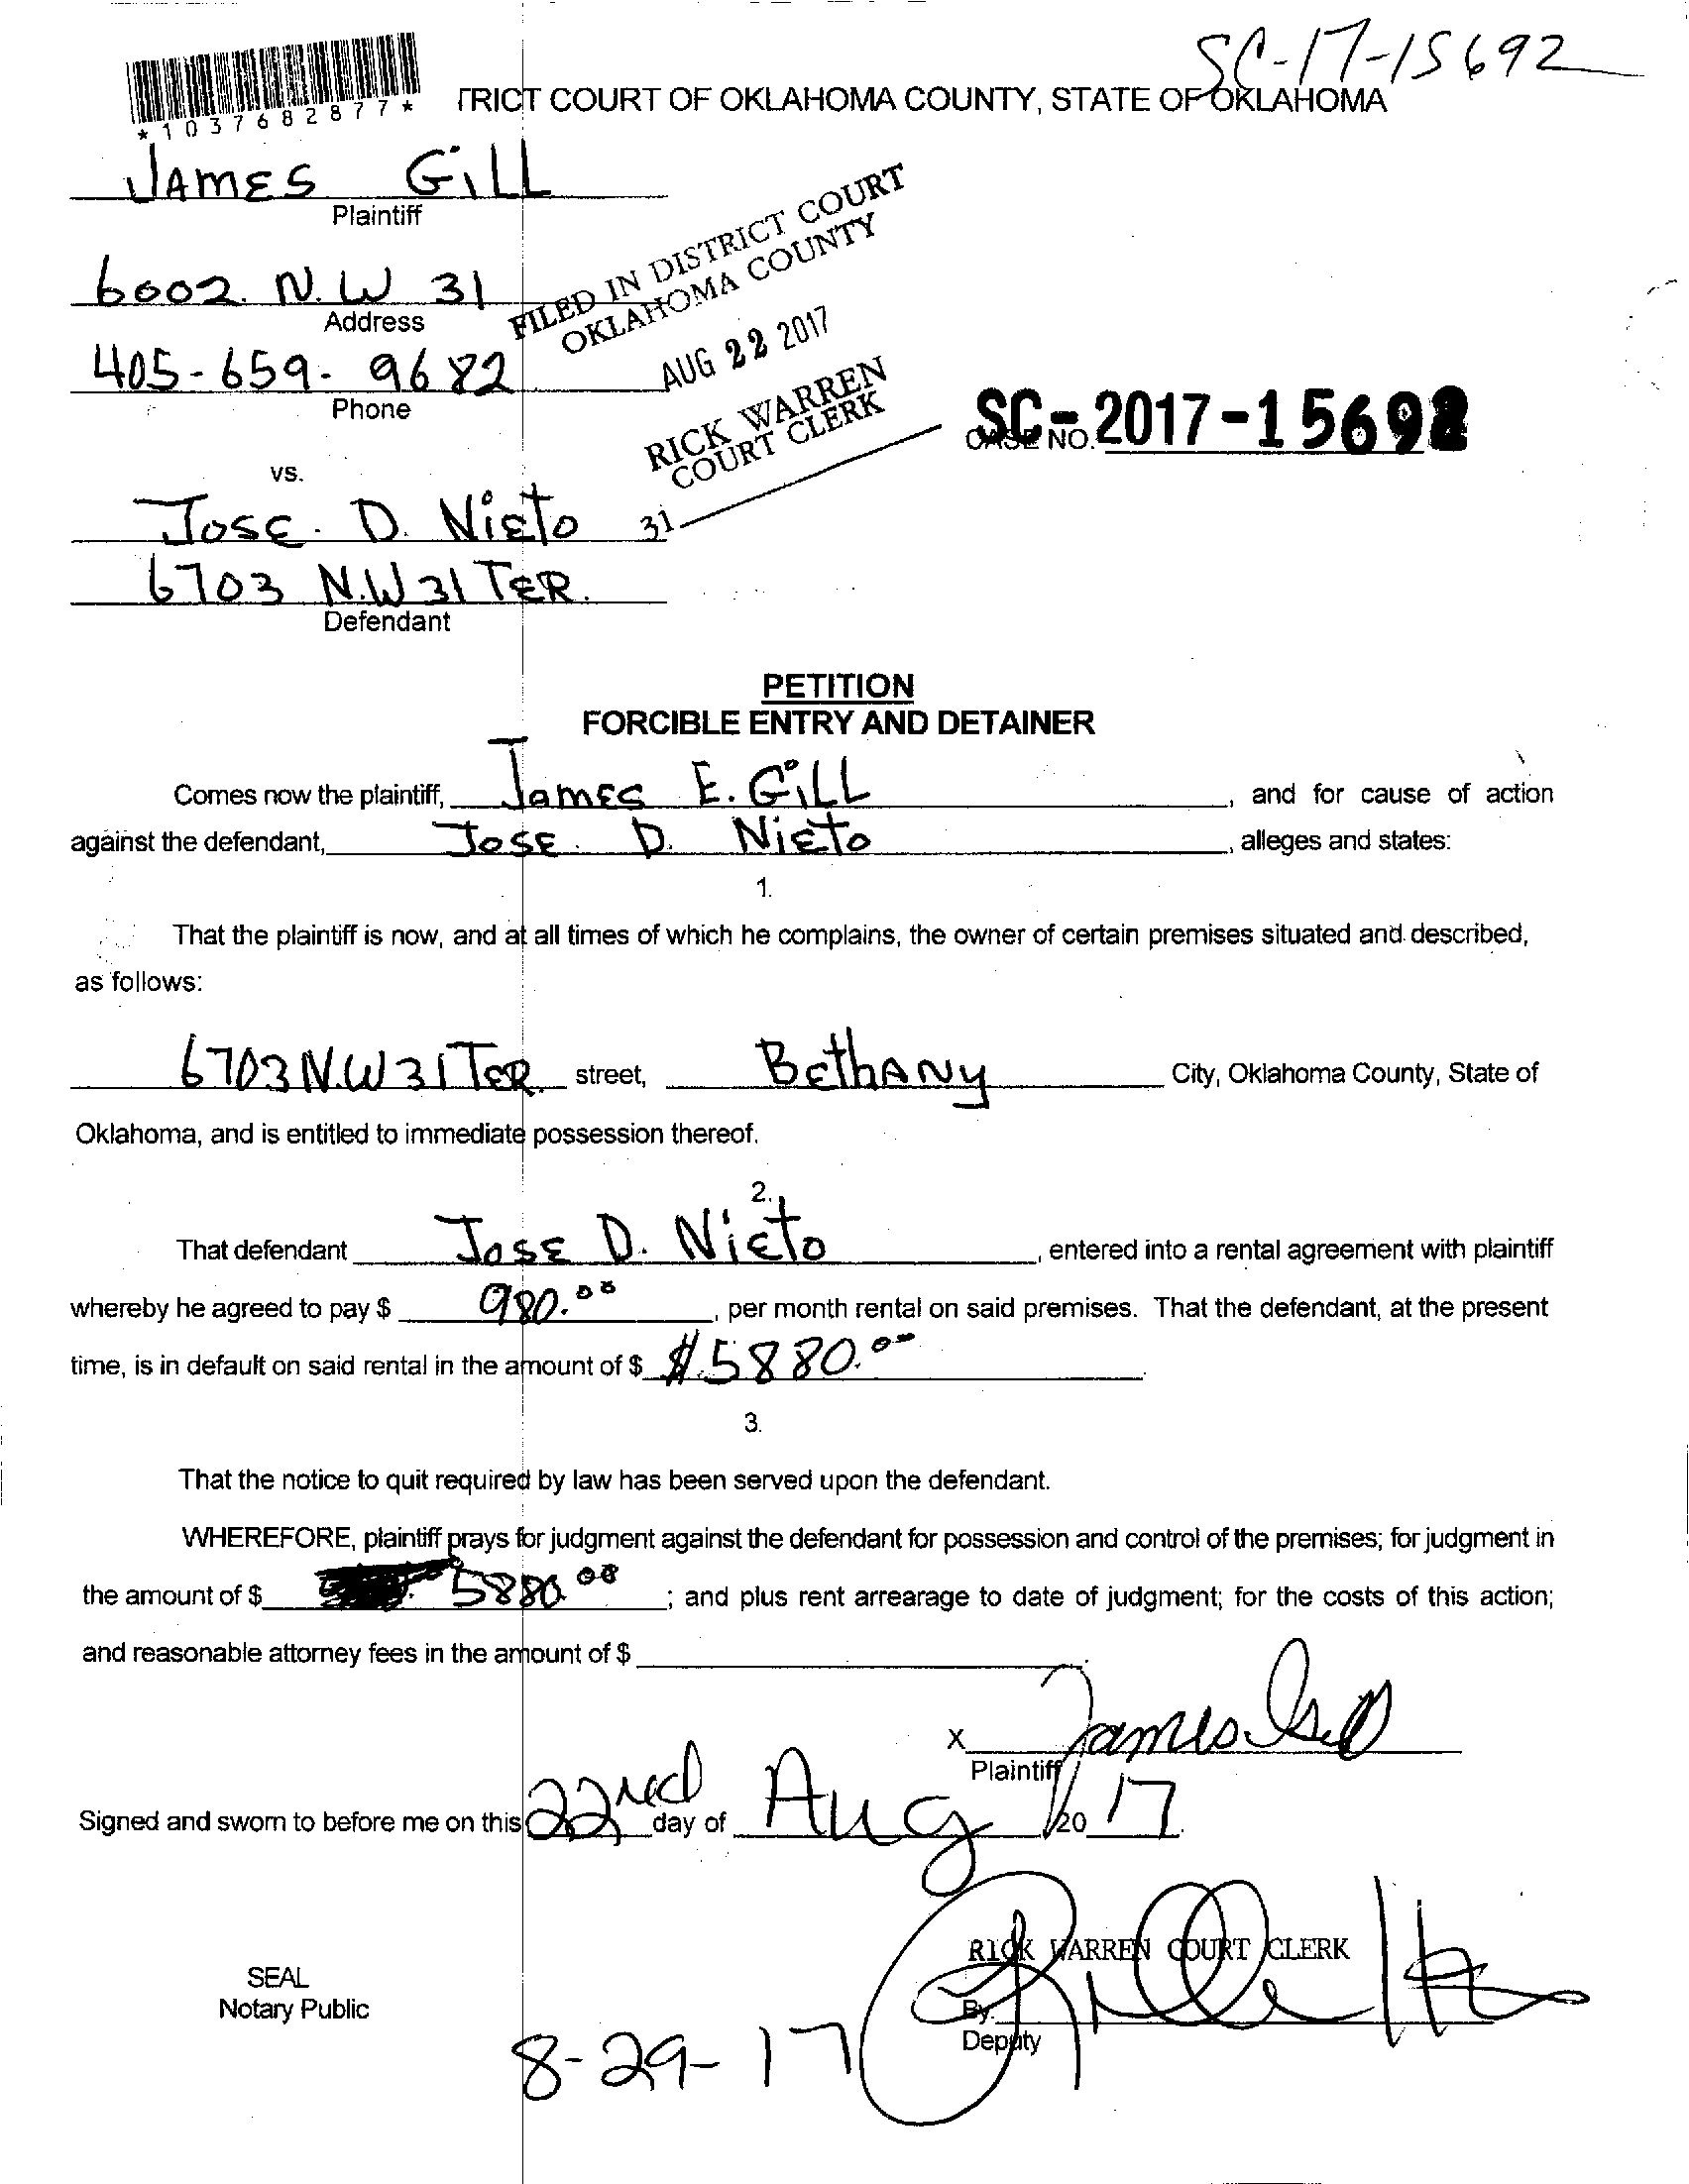 SC-17-15692
*1037682877*
TRICT COURT OF OKLAHOMA COUNTY, STATE OF OKLAHOMA
JAMES GILL
Plaintiff
6002. N.W 31
Address
405-659-9682
Phone
FILED IN DISTRICT COURT
OKLAHOMA COUNTY
AUG 22 2017
RICK WARREN
COURT CLERK
31
CASE NO. SC-2017-15692
vs.
JOSE. D. NIETO
6703 N.W 31 TER.
Defendant
PETITION
FORCIBLE ENTRY AND DETAINER
Comes now the plaintiff, James E. Gill, and for cause of action
against the defendant, Jose. D. Nieto, alleges and states:
1.
That the plaintiff is now, and at all times of which he complains, the owner of certain premises situated and described,
as follows:
6703 N.W 31 TER. street, Bethany City, Oklahoma County, State of
Oklahoma, and is entitled to immediate possession thereof.
2.
That defendant Jose D. Nieto, entered into a rental agreement with plaintiff
whereby he agreed to pay $ 980.00, per month rental on said premises. That the defendant, at the present
time, is in default on said rental in the amount of $ $5880.00
3.
That the notice to quit required by law has been served upon the defendant.
WHEREFORE, plaintiff prays for judgment against the defendant for possession and control of the premises; for judgment in
the amount of $ 5880.00; and plus rent arrearage to date of judgment; for the costs of this action;
and reasonable attorney fees in the amount of $
X James Gill
Plaintiff
Signed and sworn to before me on this 22nd day of Aug 20 17.
RICK WARREN COURT CLERK
SEAL
Notary Public
By:
Deputy
8-29-17